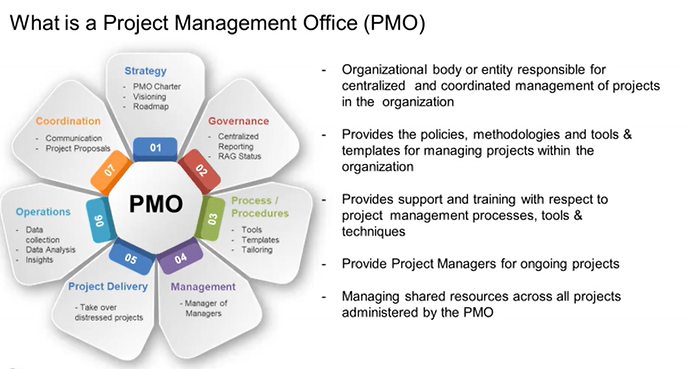 What is a Project Management Office (PMO)
Strategy
- PMO Charter
- Visioning
- Roadmap
01
Governance
- Centralized
Reporting
- RAG Status
02
Process /
Procedures
- Tools
- Templates
- Tailoring
03
Management
- Manager of
Managers
04
Project Delivery
- Take over
distressed projects
05
Operations
- Data
collection
- Data Analysis
- Insights
06
Coordination
- Communication
- Project Proposals
07
PMO
- Organizational body or entity responsible for
centralized and coordinated management of projects
in the organization
- Provides the policies, methodologies and tools &
templates for managing projects within the
organization
- Provides support and training with respect to
project management processes, tools &
techniques
- Provide Project Managers for ongoing projects
- Managing shared resources across all projects
administered by the PMO